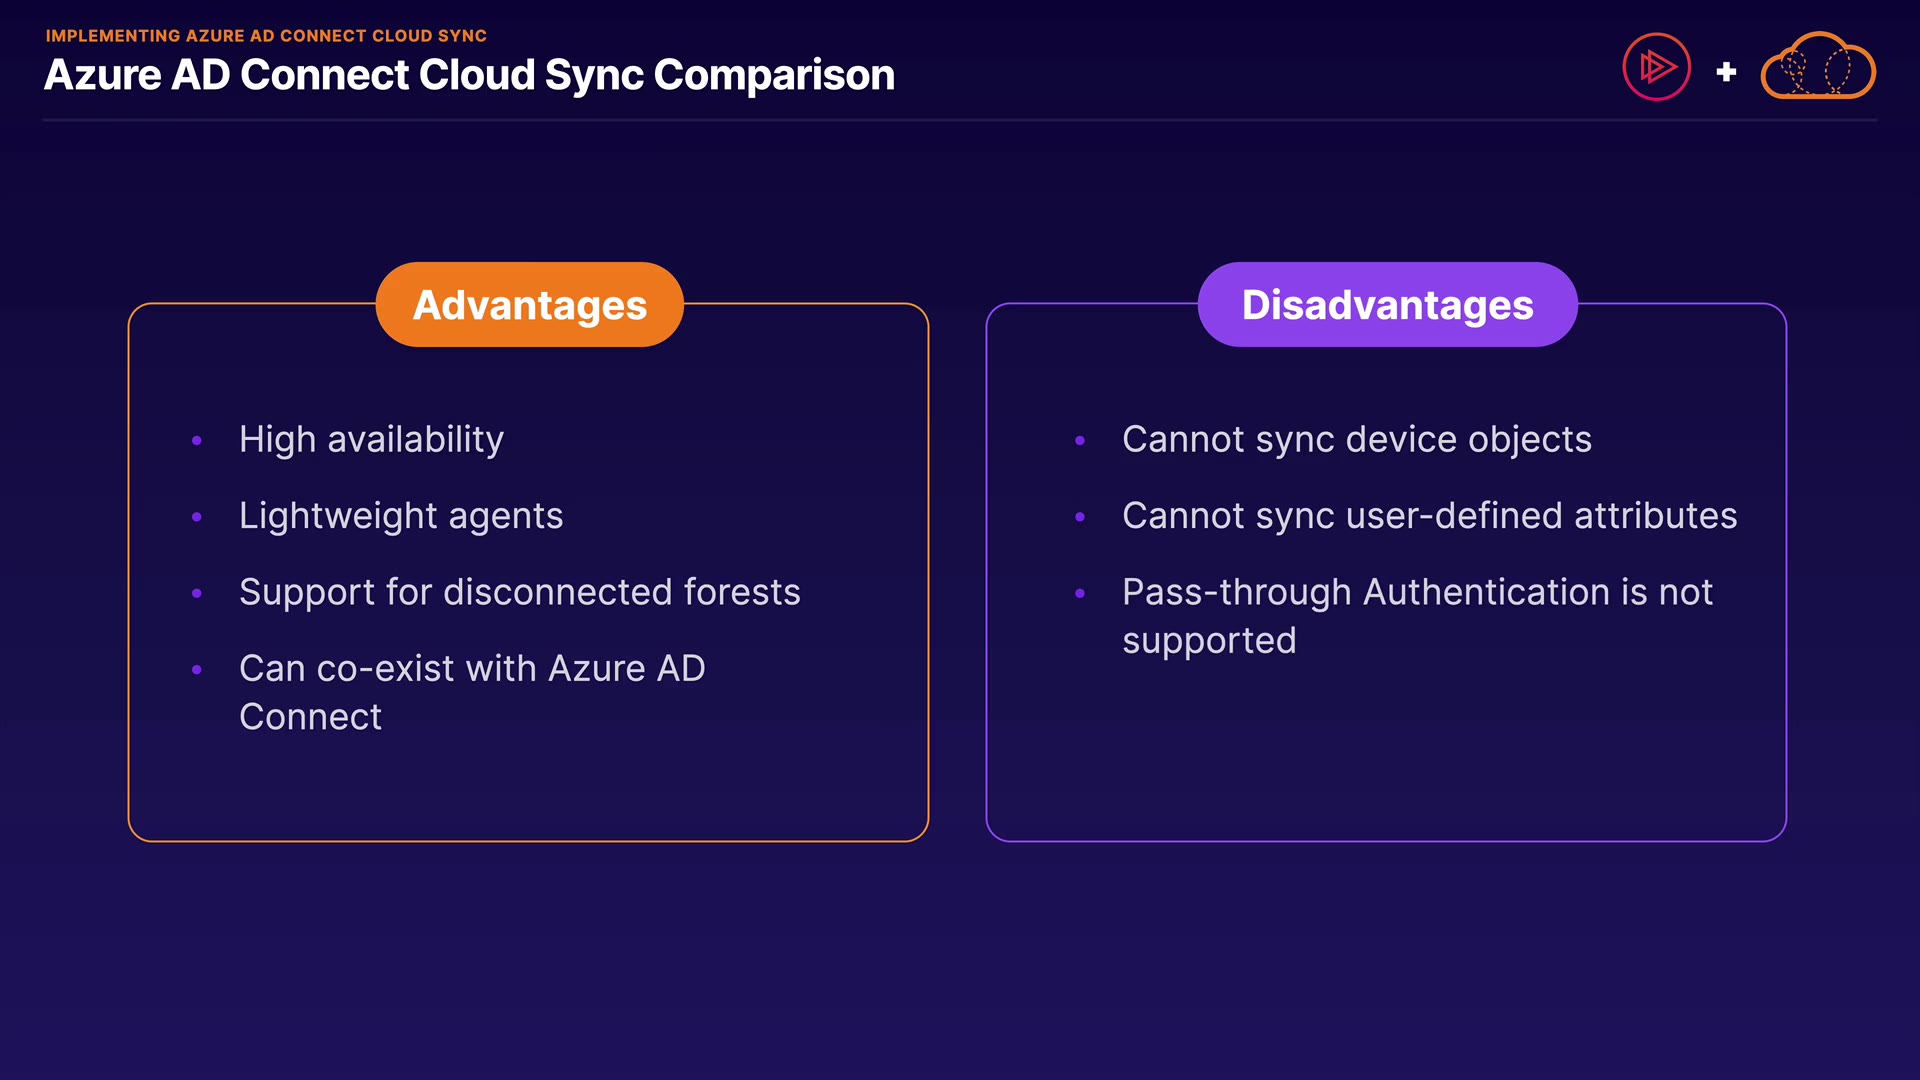 IMPLEMENTING AZURE AD CONNECT CLOUD SYNC
Azure AD Connect Cloud Sync Comparison
+
Advantages
• High availability
• Lightweight agents
• Support for disconnected forests
• Can co-exist with Azure AD
Connect
Disadvantages
• Cannot sync device objects
• Cannot sync user-defined attributes
• Pass-through Authentication is not
supported